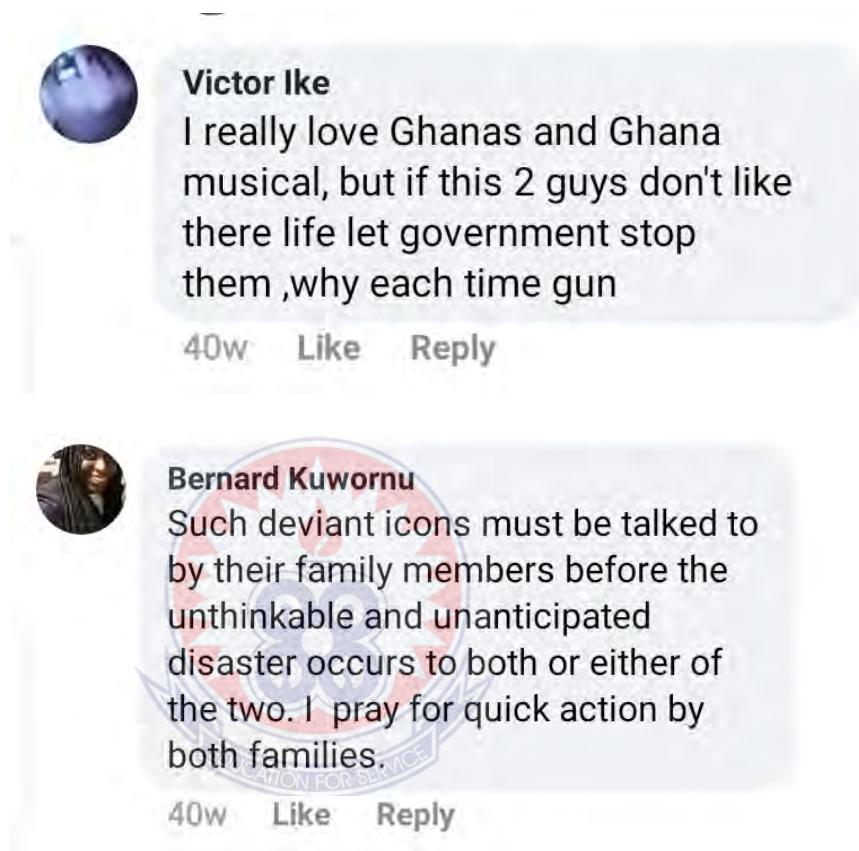 Victor Ike
I really love Ghanas and Ghana
musical, but if this 2 guys don't like
there life let government stop
them ,why each time gun
40w Like Reply
Bernard Kuwornu
Such deviant icons must be talked to
by their family members before the
unthinkable and unanticipated
disaster occurs to both or either of
the two. I pray for quick action by
both families.
EDUCATION FOR SERVICE
40w Like Reply